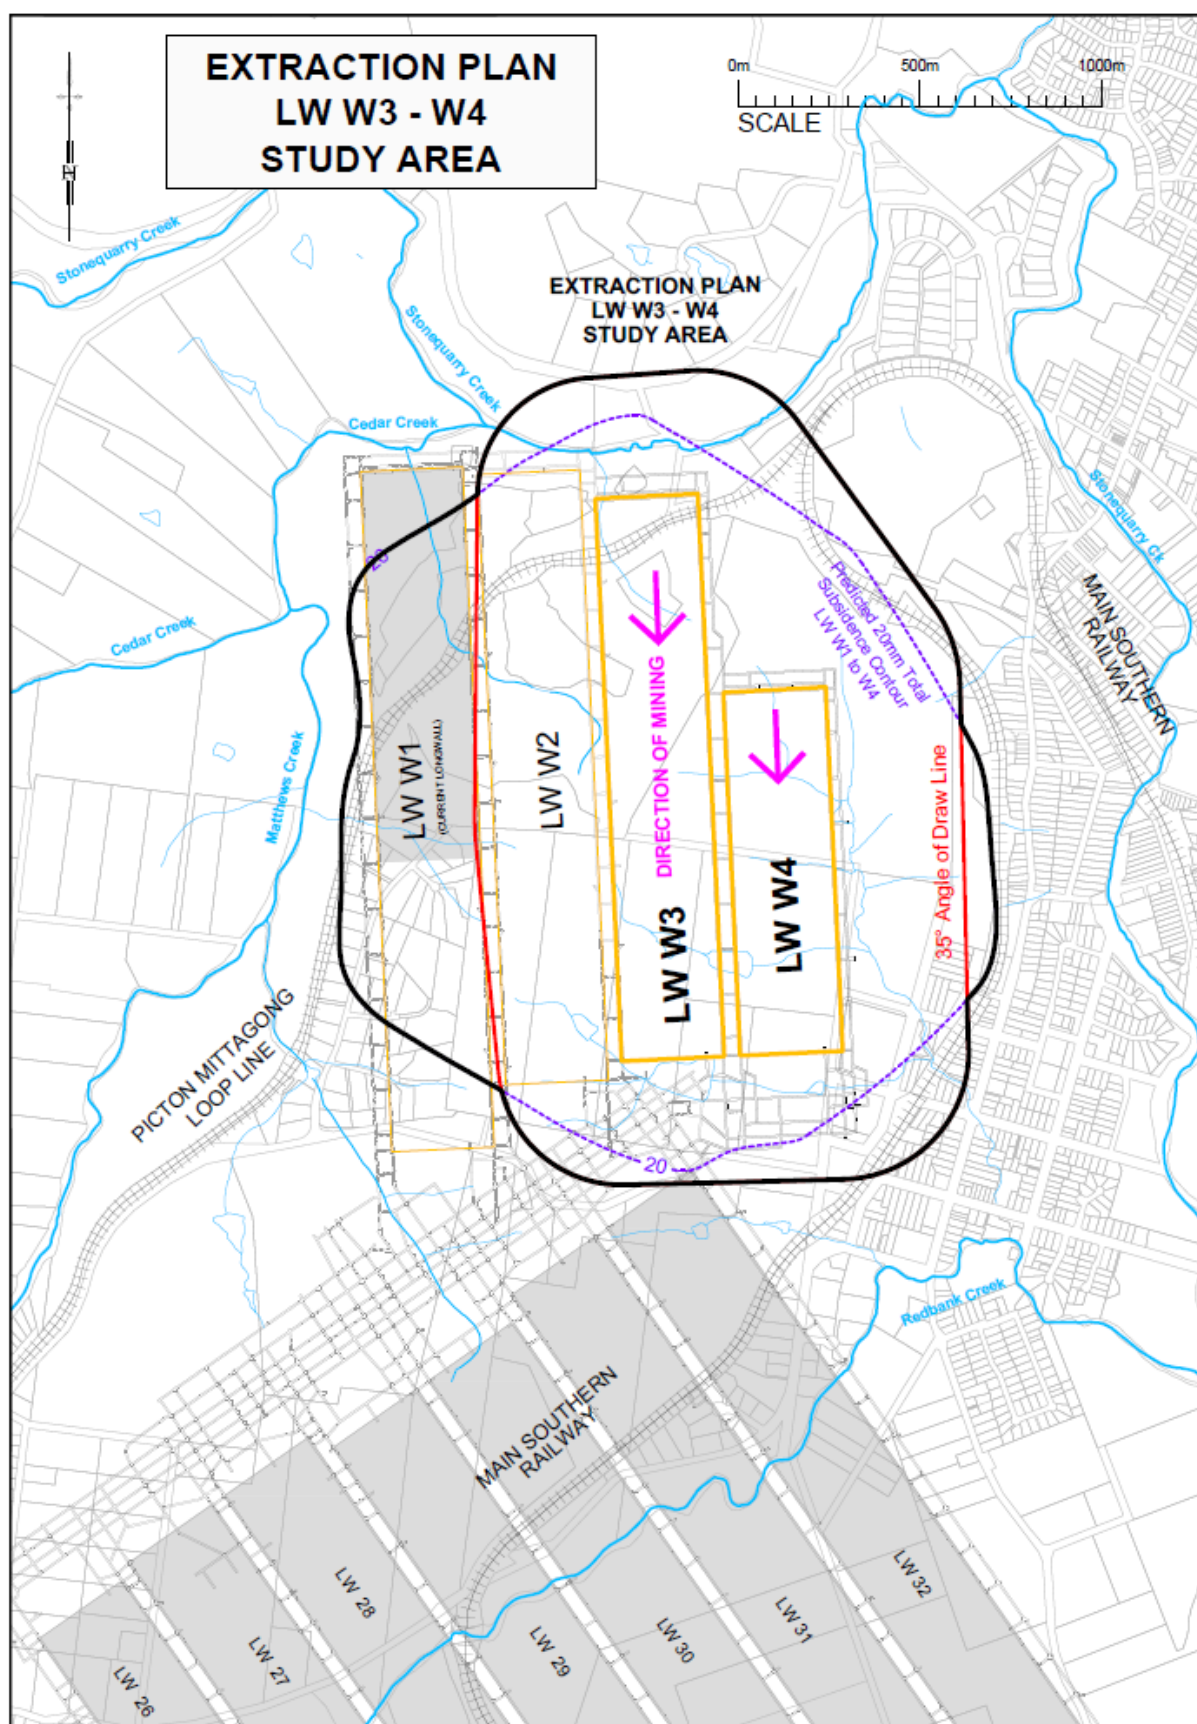 EXTRACTION PLAN
LW W3 - W4
STUDY AREA
0m 500m 1000m
SCALE
N
Stonequarry Creek
EXTRACTION PLAN
LW W3 - W4
STUDY AREA
Stonequarry Creek
Cedar Creek
Stonequarry Ck
20
Predicted 20mm Total
Subsidence Contour
LW W1 to W4
MAIN SOUTHERN
RAILWAY
Cedar Creek
Matthews Creek
LW W1
(CURRENT LONGWALL)
LW W2
DIRECTION OF MINING
LW W3
LW W4
35° Angle of Draw Line
PICTON MITTAGONG
LOOP LINE
20
Redbank Creek
MAIN SOUTHERN
RAILWAY
LW 26
LW 27
LW 28
LW 29
LW 30
LW 31
LW 32